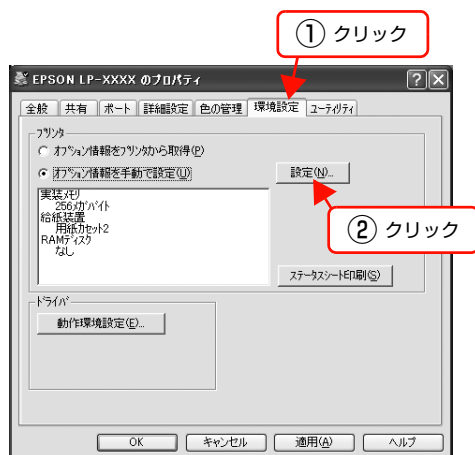 ① クリック
EPSON LP-XXXX のプロパティ
全般 共有 ポート 詳細設定 色の管理 環境設定 ユーティリティ
プリンタ
オプション情報をプリンタから取得(P)
オプション情報を手動で設定(U) 設定(N)...
実装メモリ
256メガバイト
給紙装置
用紙カセット2
RAMディスク
なし
② クリック
ステータスシート印刷(S)
ドライバ
動作環境設定(E)...
OK キャンセル 適用(A) ヘルプ